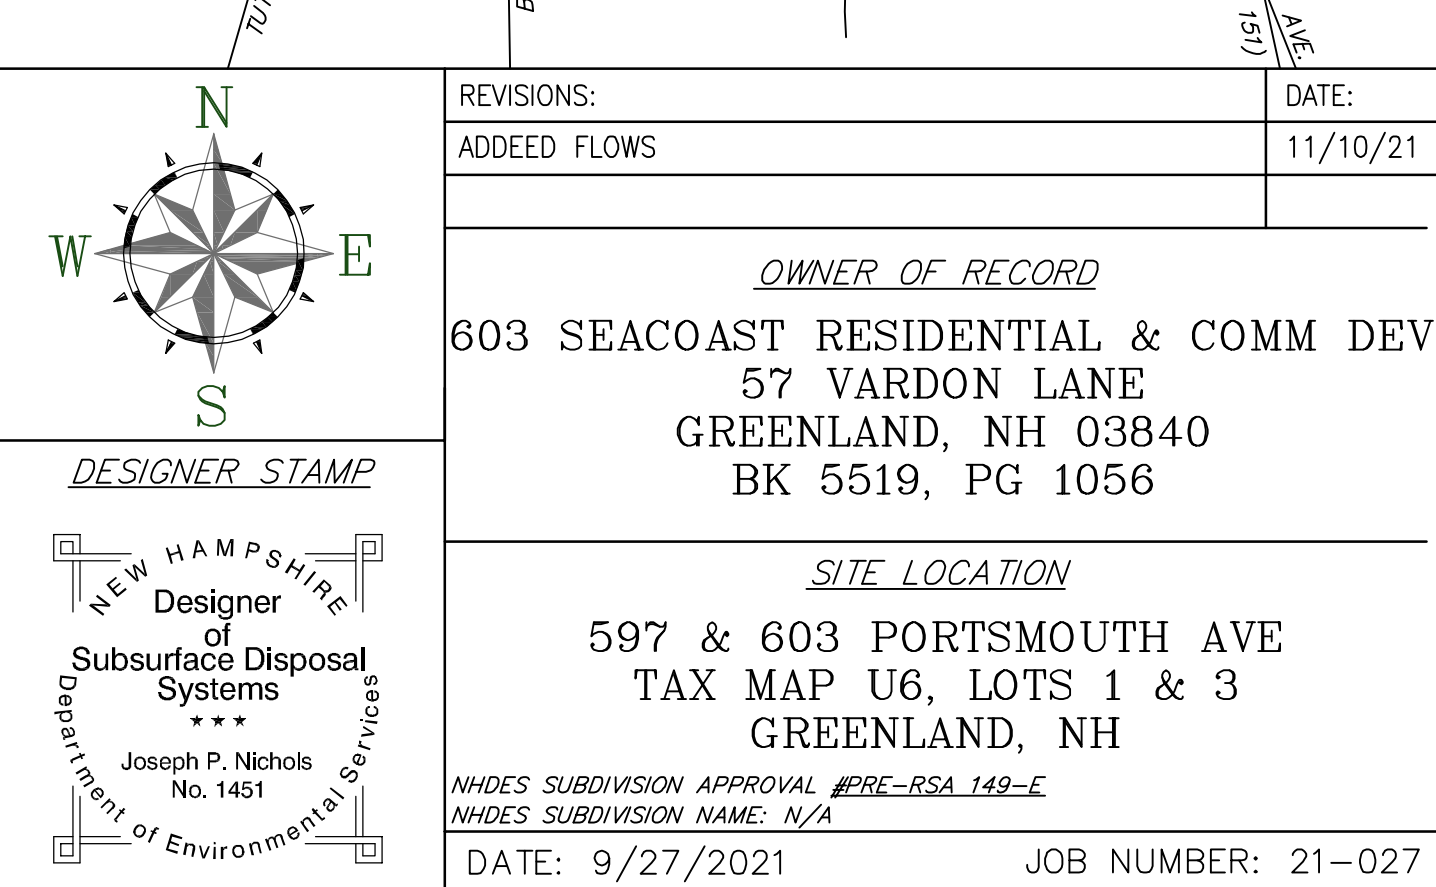 TU
B
AVE.
151)
N
W
E
S
REVISIONS:
DATE:
ADDEED FLOWS
11/10/21
OWNER OF RECORD
603 SEACOAST RESIDENTIAL & COMM DEV
57 VARDON LANE
GREENLAND, NH 03840
BK 5519, PG 1056
DESIGNER STAMP
NEW HAMPSHIRE
Designer
of
Subsurface Disposal
Systems
★★★
Joseph P. Nichols
No. 1451
Department of Environmental Services
SITE LOCATION
597 & 603 PORTSMOUTH AVE
TAX MAP U6, LOTS 1 & 3
GREENLAND, NH
NHDES SUBDIVISION APPROVAL #PRE-RSA 149-E
NHDES SUBDIVISION NAME: N/A
DATE: 9/27/2021
JOB NUMBER: 21-027